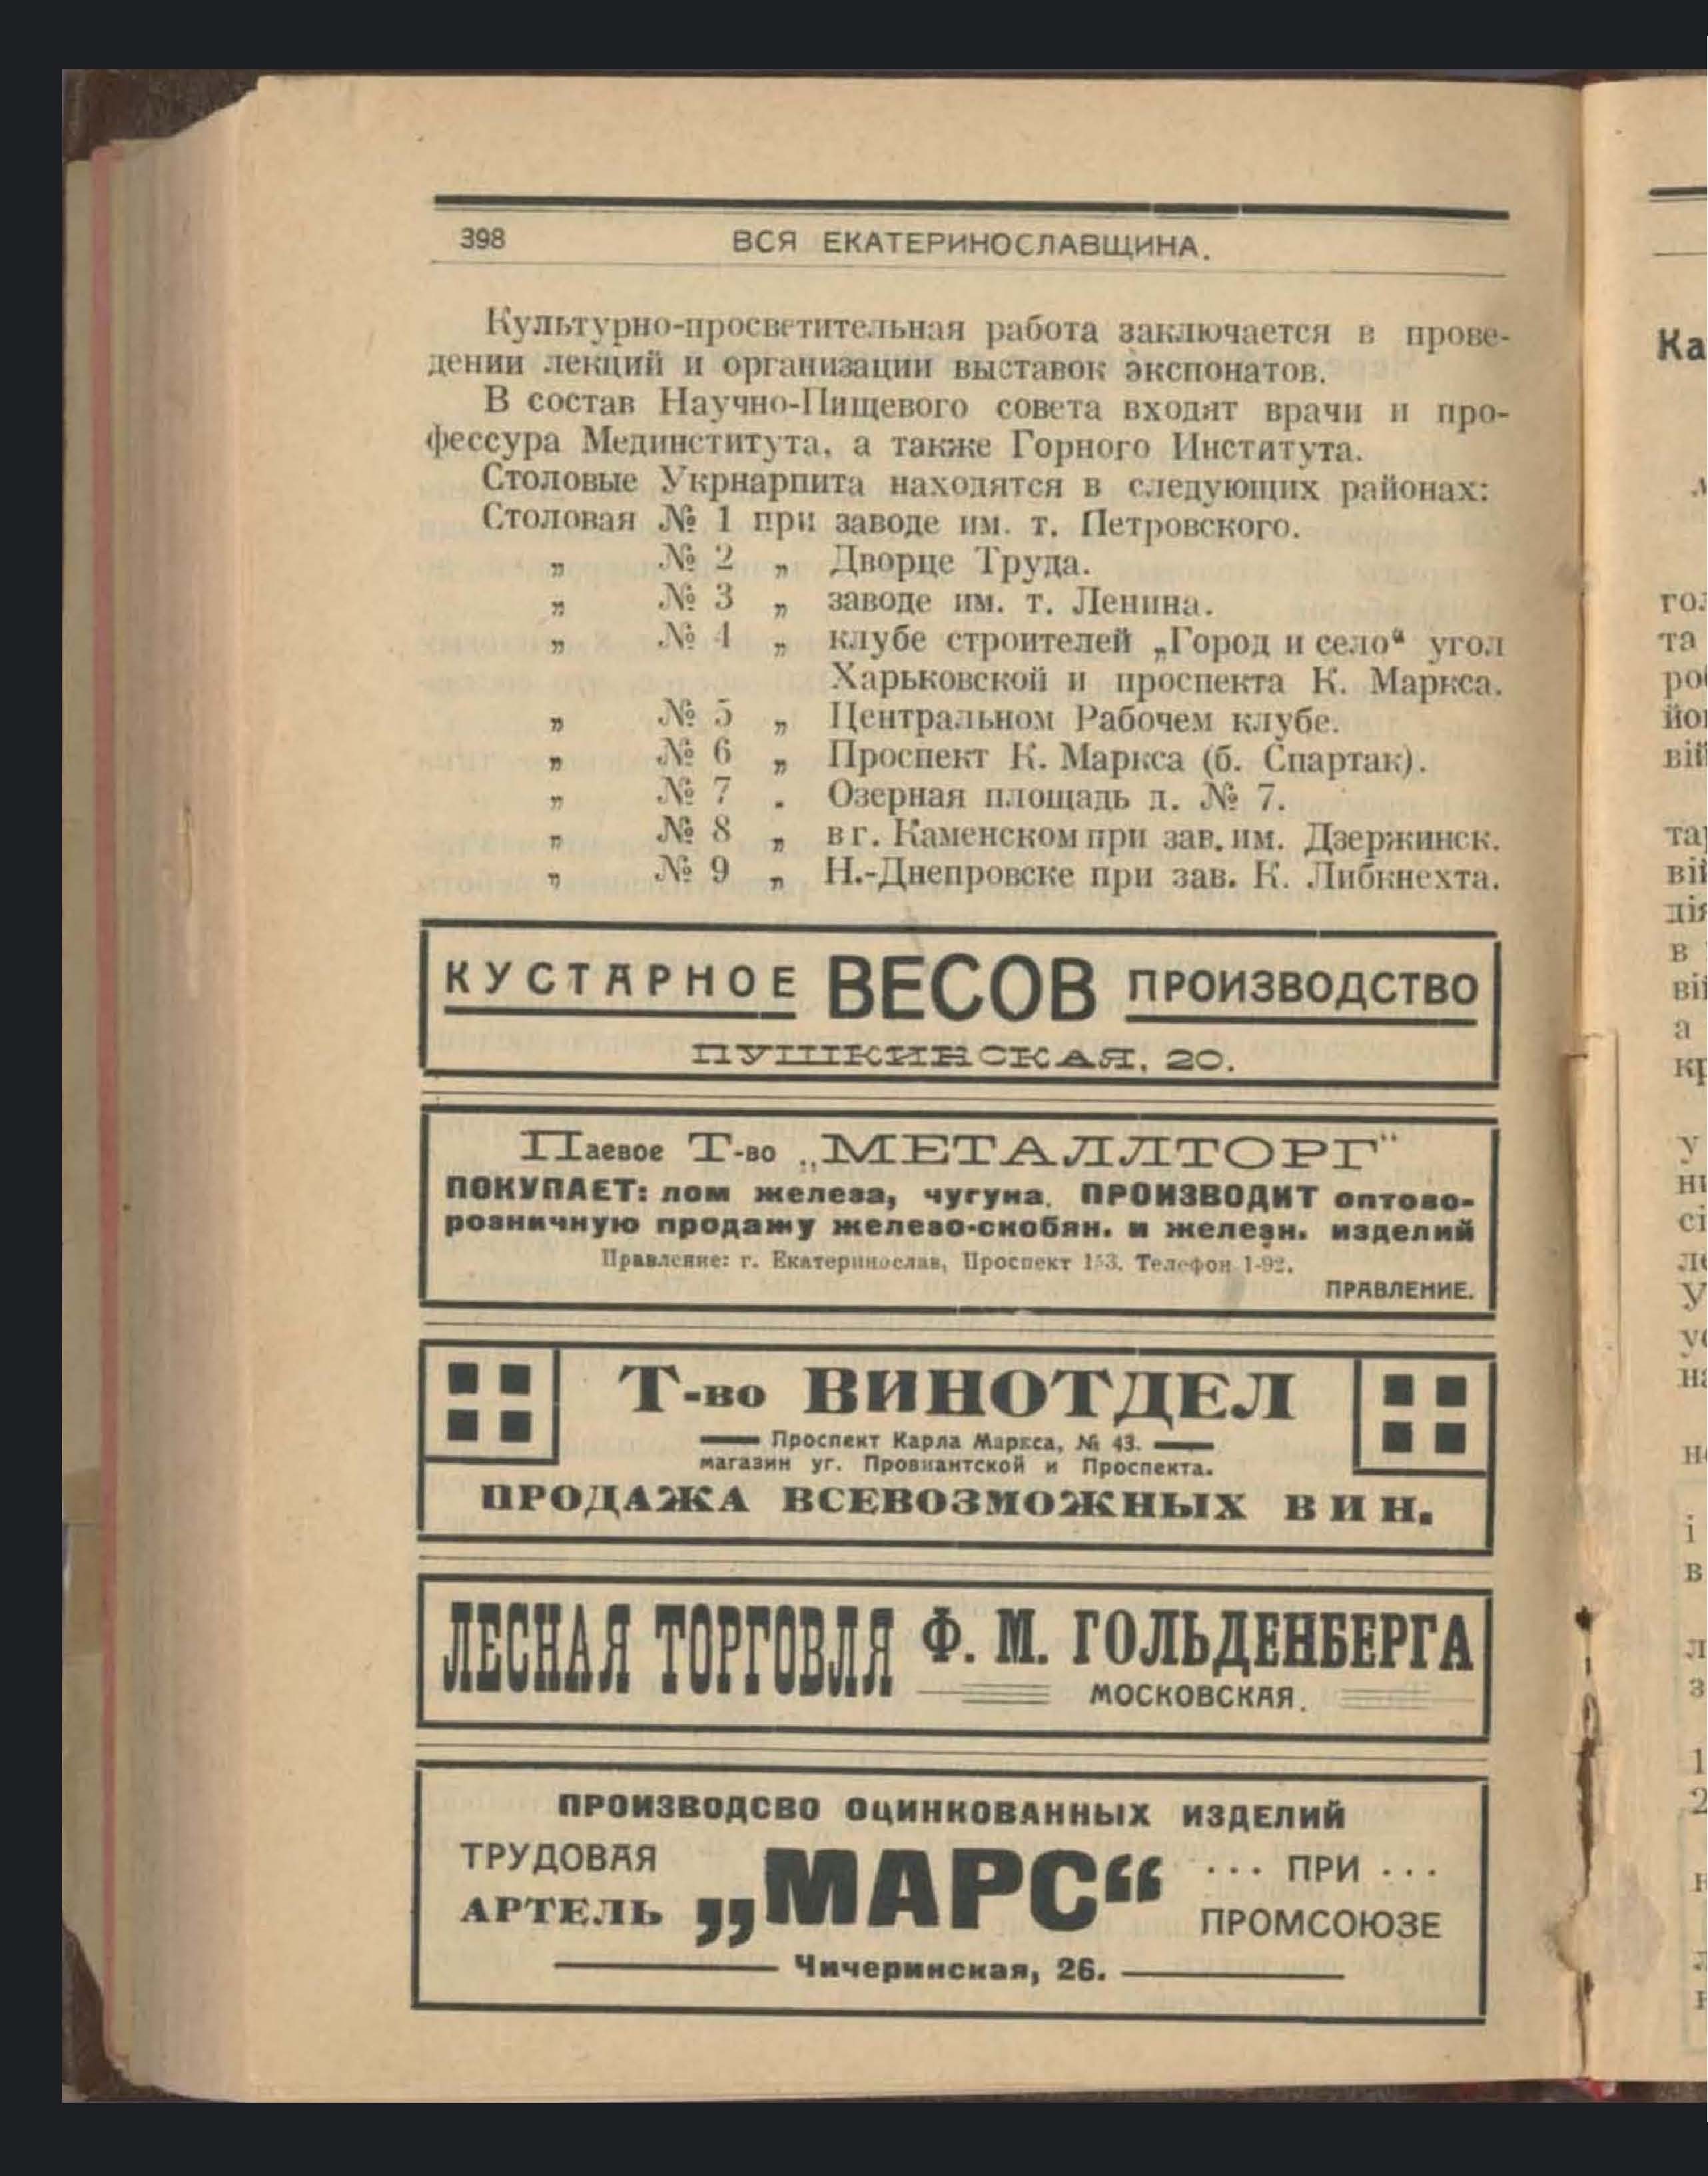 398
ВСЯ ЕКАТЕРИНОСЛАВЩИНА.
Культурно-просветительная работа заключается в прове-
дении лекций и организации выставок экспонатов.
В состав Научно-Пищевого совета входят врачи и про-
фессура Мединститута, а также Горного Института.
Столовые Укрнарпита находятся в следующих районах:
Столовая № 1 при заводе им. т. Петровского.
„ № 2 „ Дворце Труда.
„ № 3 „ заводе им. т. Ленина.
„ № 4 „ клубе строителей „Город и село“ угол
Харьковской и проспекта К. Маркса.
„ № 5 „ Центральном Рабочем клубе.
„ № 6 „ Проспект К. Маркса (б. Спартак).
„ № 7 . Озерная площадь д. № 7.
„ № 8 „ в г. Каменском при зав. им. Дзержинск.
„ № 9 „ Н.-Днепровске при зав. К. Либкнехта.
КУСТАРНОЕ ВЕСОВ ПРОИЗВОДСТВО
ПУШКИНСКАЯ, 20.
Паевое Т-во „МЕТАЛЛТОРГ“
ПОКУПАЕТ: лом железа, чугуна. ПРОИЗВОДИТ оптово-
розничную продажу железо-скобян. и железн. изделий
Правление: г. Екатеринослав, Проспект 153. Телефон 1-92.
ПРАВЛЕНИЕ.
Т-во ВИНОТДЕЛ
Проспект Карла Маркса, № 43.
магазин уг. Провиантской и Проспекта.
ПРОДАЖА ВСЕВОЗМОЖНЫХ ВИН.
ЛЕСНАЯ ТОРГОВЛЯ Ф. М. ГОЛЬДЕНБЕРГА
МОСКОВСКАЯ.
ПРОИЗВОДСВО ОЦИНКОВАННЫХ ИЗДЕЛИЙ
ТРУДОВАЯ АРТЕЛЬ „МАРС“ ... ПРИ ... ПРОМСОЮЗЕ
Чичеринская, 26.